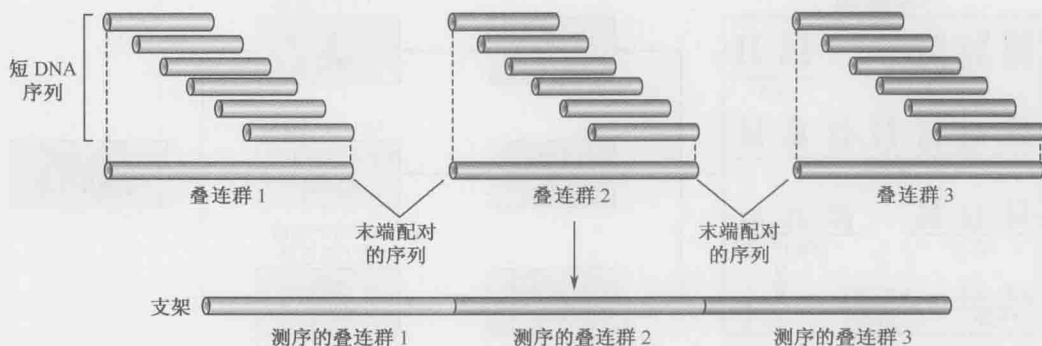 短 DNA
序列
叠连群 1
叠连群 2
叠连群 3
末端配对
的序列
末端配对
的序列
支架
测序的叠连群 1
测序的叠连群 2
测序的叠连群 3